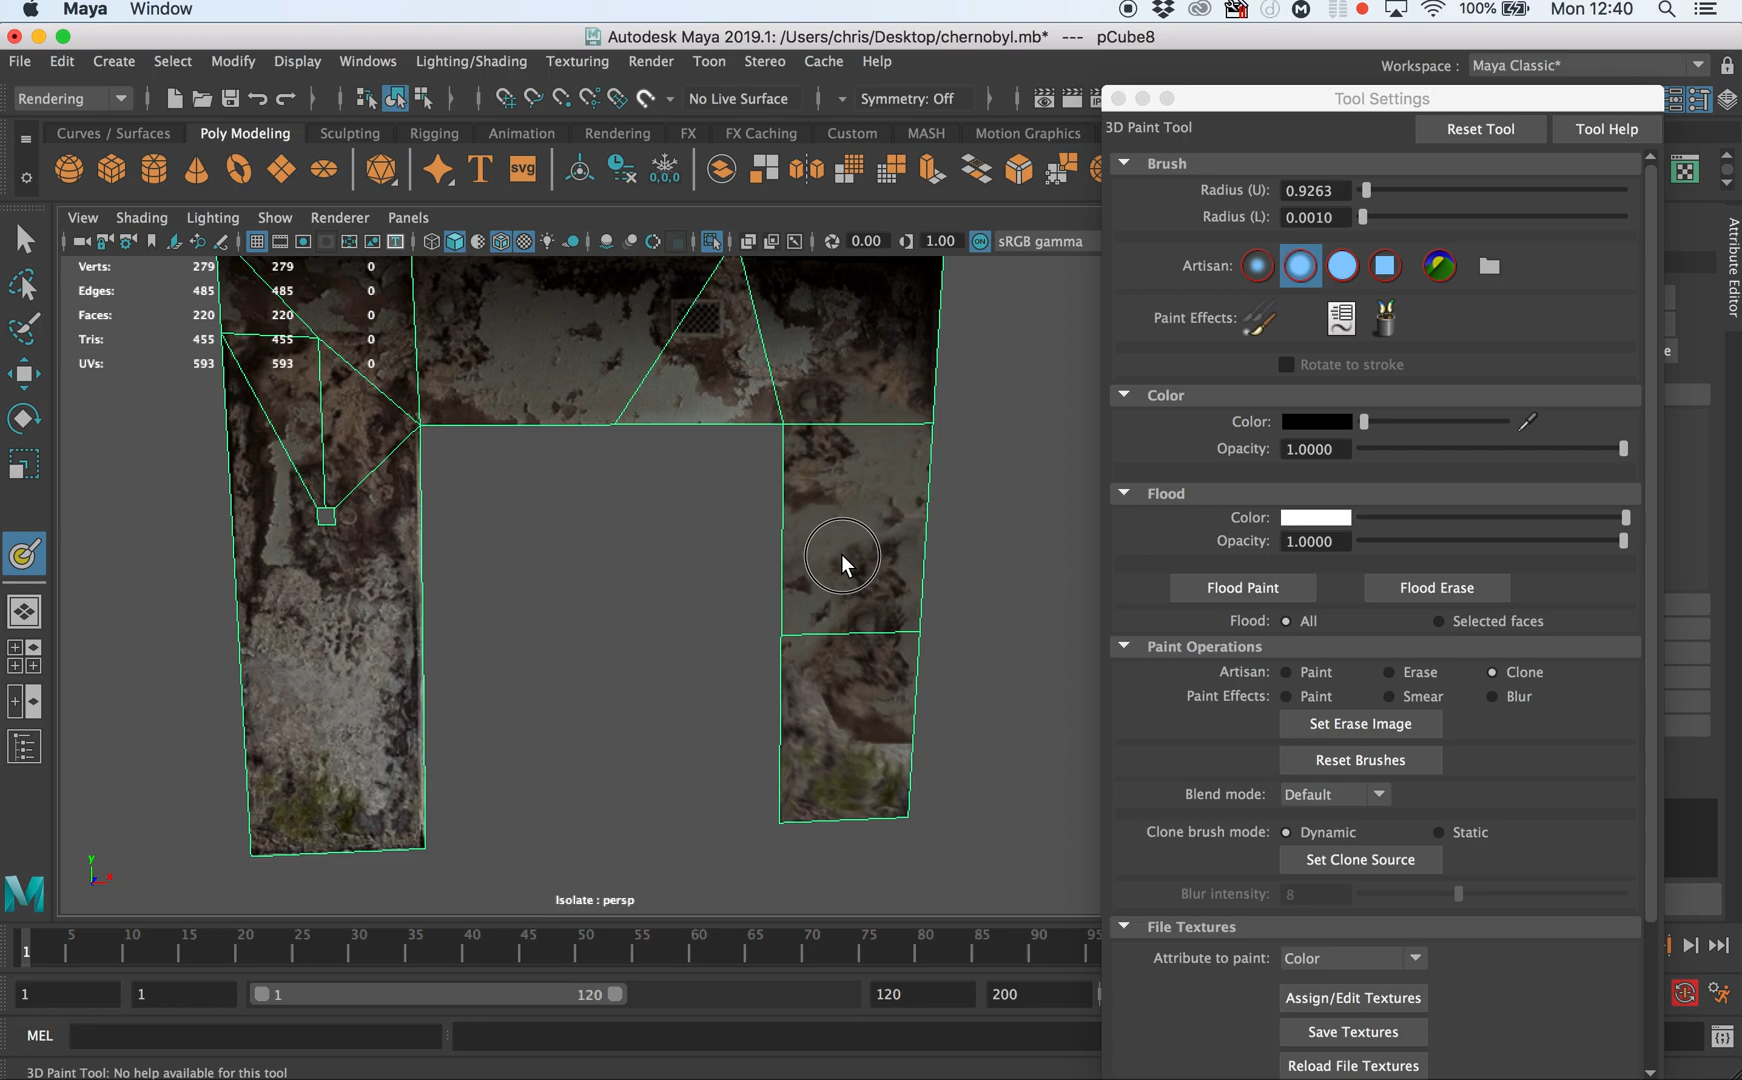 Maya Window 100% Mon 12:40
Autodesk Maya 2019.1: /Users/chris/Desktop/chernobyl.mb* --- pCube8
File Edit Create Select Modify Display Windows Lighting/Shading Texturing Render Toon Stereo Cache Help Workspace : Maya Classic*
Rendering No Live Surface Symmetry: Off
Tool Settings
3D Paint Tool Reset Tool Tool Help
Curves / Surfaces Poly Modeling Sculpting Rigging Animation Rendering FX FX Caching Custom MASH Motion Graphics
T svg 0,0,0
View Shading Lighting Show Renderer Panels
0.00 1.00 ON sRGB gamma
Verts: 279 279 0
Edges: 485 485 0
Faces: 220 220 0
Tris: 455 455 0
UVs: 593 593 0
y
x
Isolate : persp
Brush
Radius (U): 0.9263
Radius (L): 0.0010
Artisan:
Paint Effects:
Rotate to stroke
Color
Color:
Opacity: 1.0000
Flood
Color:
Opacity: 1.0000
Flood Paint Flood Erase
Flood: All Selected faces
Paint Operations
Artisan: Paint Erase Clone
Paint Effects: Paint Smear Blur
Set Erase Image
Reset Brushes
Blend mode: Default
Clone brush mode: Dynamic Static
Set Clone Source
Blur intensity: 8
File Textures
Attribute to paint: Color
Assign/Edit Textures
Save Textures
Reload File Textures
Attribute Editor
5 10 15 20 25 30 35 40 45 50 55 60 65 70 75 80 85 90 95
1
1 1 1 120 120 200
MEL
3D Paint Tool: No help available for this tool